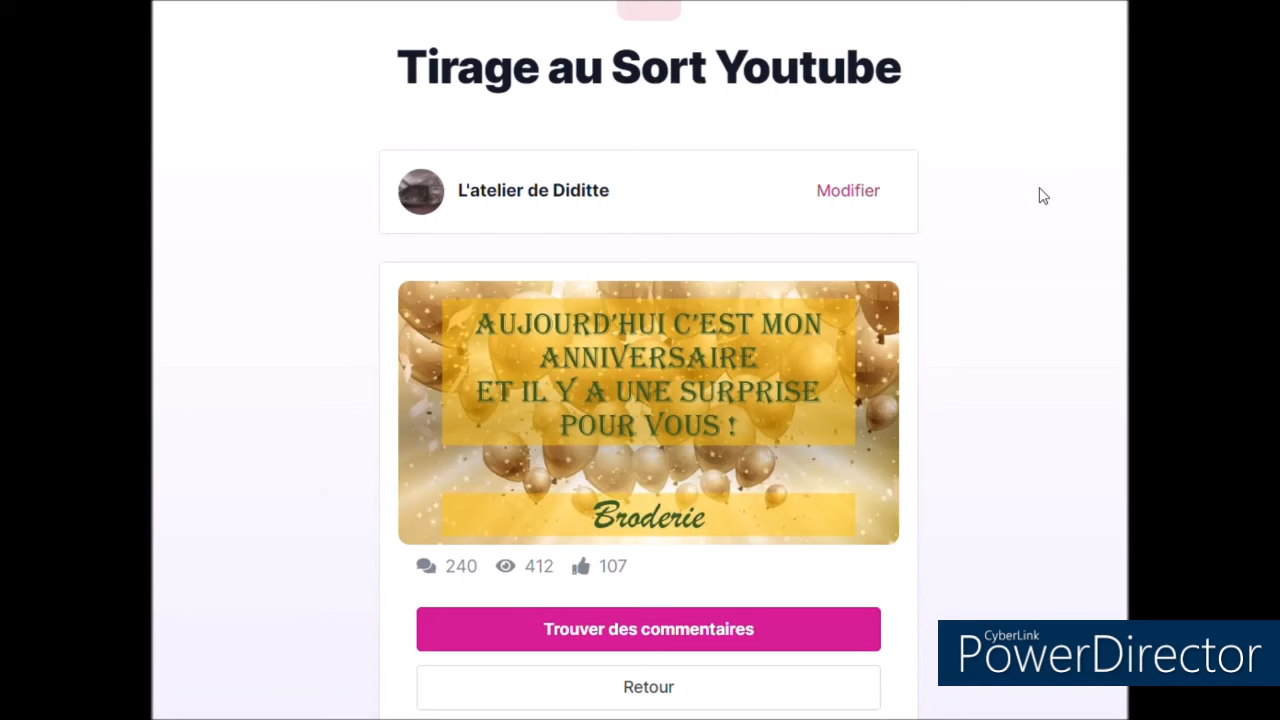 Tirage au Sort Youtube
L'atelier de Diditte
Modifier
AUJOURD'HUI C'EST MON
ANNIVERSAIRE
ET IL Y A UNE SURPRISE
POUR VOUS !
Broderie
240 412 107
Trouver des commentaires
Retour
CyberLink
PowerDirector